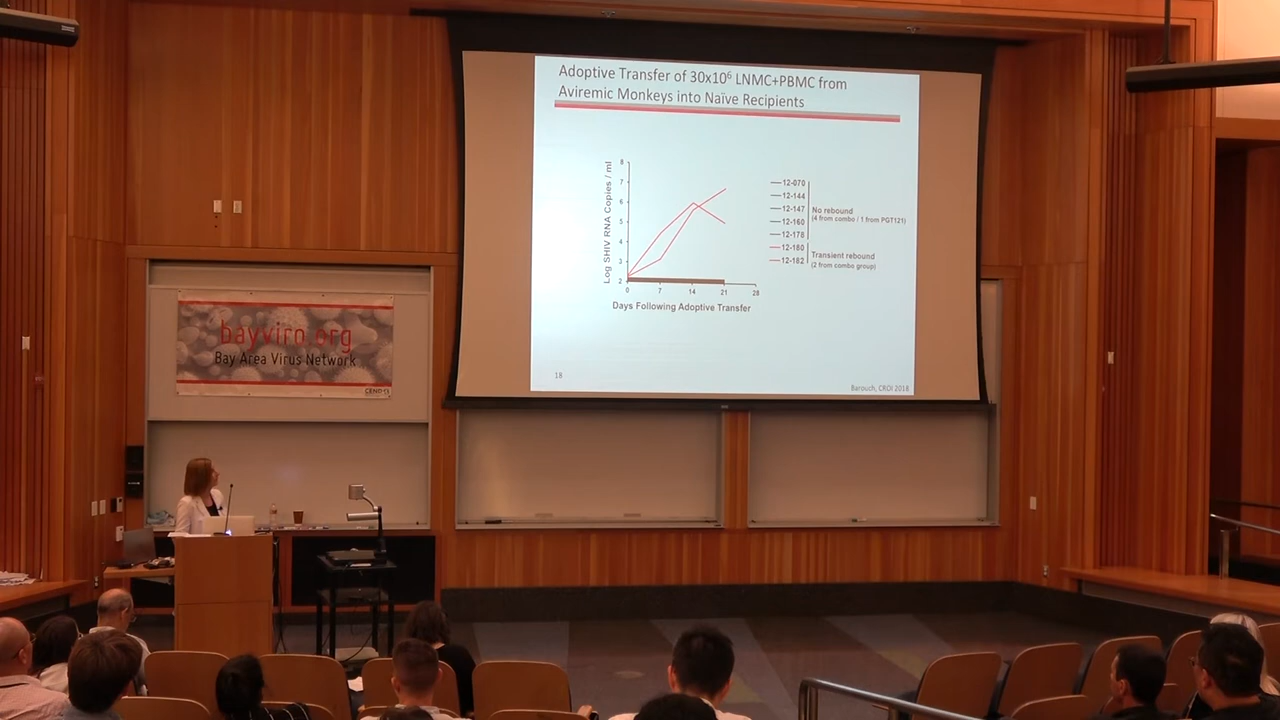 Adoptive Transfer of 30x10⁶ LNMC+PBMC from
Aviremic Monkeys into Naïve Recipients
Log SHIV RNA Copies / ml
8
7
6
5
4
3
2
0 7 14 21 28
Days Following Adoptive Transfer
12-070
12-144
12-147
12-160
12-178
12-180
12-182
No rebound
(4 from combo / 1 from PGT121)
Transient rebound
(2 from combo group)
18
Barouch, CROI 2018
bayviro.org
Bay Area Virus Network
CEND